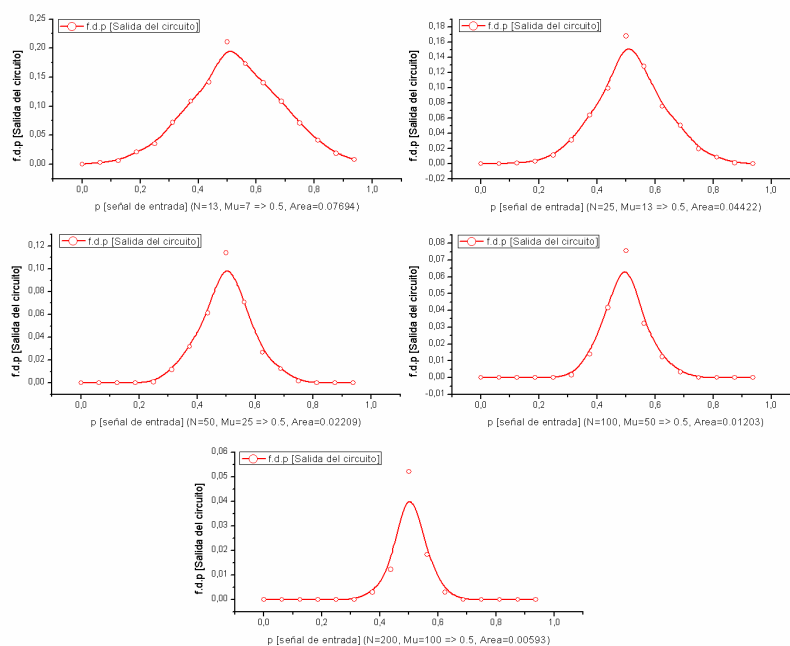 f.d.p [Salida del circuito]
f.d.p [Salida del circuito]
0,25
0,20
0,15
0,10
0,05
0,00
0,0 0,2 0,4 0,6 0,8 1,0
p [señal de entrada] (N=13, Mu=7 => 0.5, Area=0.07694)
f.d.p [Salida del circuito]
f.d.p [Salida del circuito]
0,18
0,16
0,14
0,12
0,10
0,08
0,06
0,04
0,02
0,00
-0,02
0,0 0,2 0,4 0,6 0,8 1,0
p [señal de entrada] (N=25, Mu=13 => 0.5, Area=0.04422)
f.d.p [Salida del circuito]
f.d.p [Salida del circuito]
0,12
0,10
0,08
0,06
0,04
0,02
0,00
0,0 0,2 0,4 0,6 0,8 1,0
p [señal de entrada] (N=50, Mu=25 => 0.5, Area=0.02209)
f.d.p [Salida del circuito]
f.d.p [Salida del circuito]
0,08
0,07
0,06
0,05
0,04
0,03
0,02
0,01
0,00
-0,01
0,0 0,2 0,4 0,6 0,8 1,0
p [señal de entrada] (N=100, Mu=50 => 0.5, Area=0.01203)
f.d.p [Salida del circuito]
f.d.p [Salida del circuito]
0,06
0,05
0,04
0,03
0,02
0,01
0,00
0,0 0,2 0,4 0,6 0,8 1,0
p [señal de entrada] (N=200, Mu=100 => 0.5, Area=0.00593)